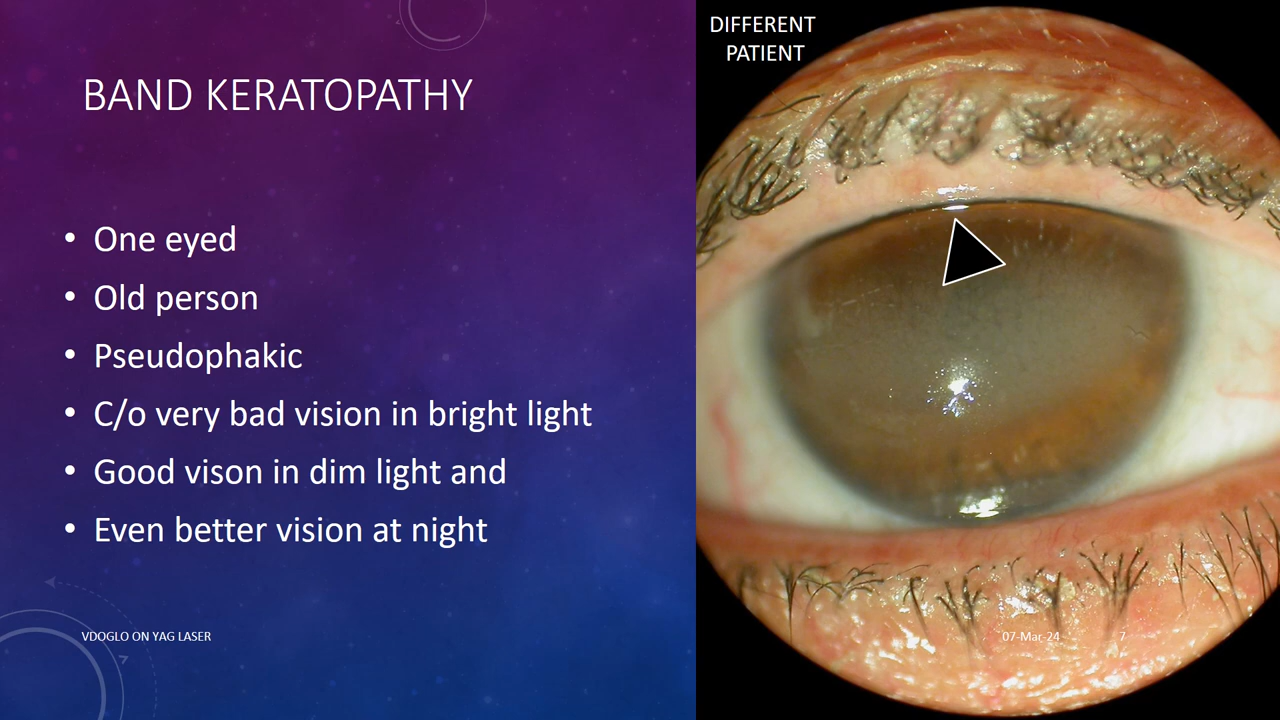 BAND KERATOPATHY
• One eyed
• Old person
• Pseudophakic
• C/o very bad vision in bright light
• Good vison in dim light and
• Even better vision at night
VDOGLO ON YAG LASER
DIFFERENT
PATIENT
07-Mar-24
7